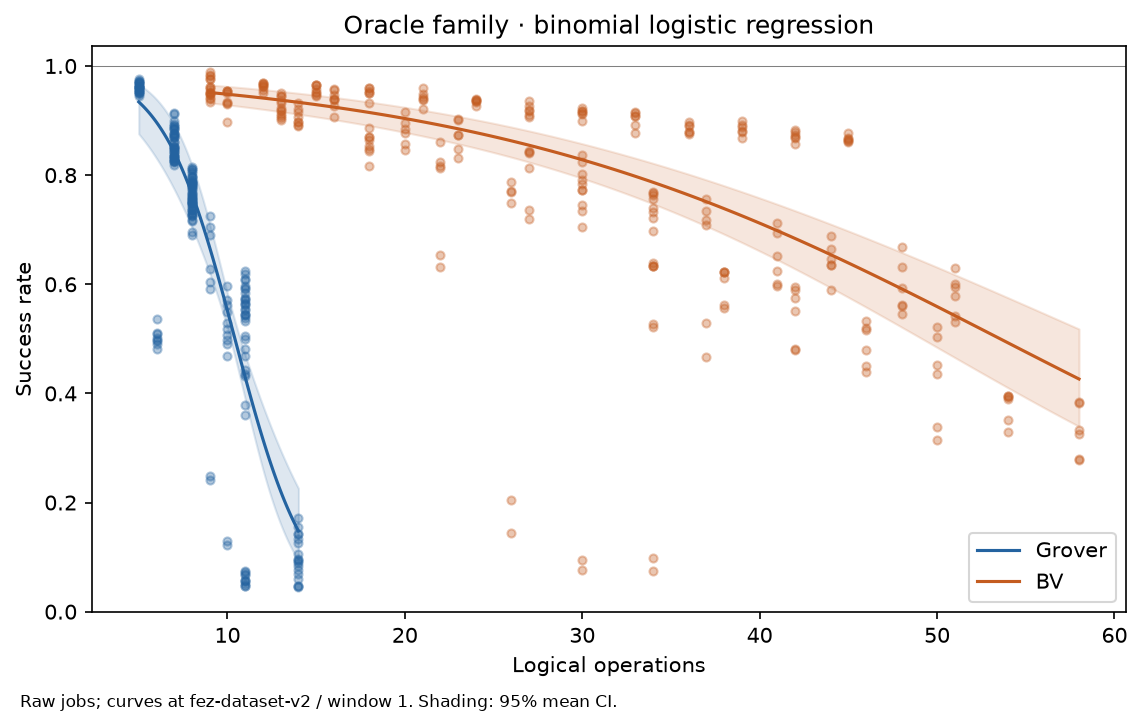 Oracle family · binomial logistic regression
Success rate
1.0
0.8
0.6
0.4
0.2
0.0
10
20
30
40
50
60
Logical operations
Grover
BV
Raw jobs; curves at fez-dataset-v2 / window 1. Shading: 95% mean CI.